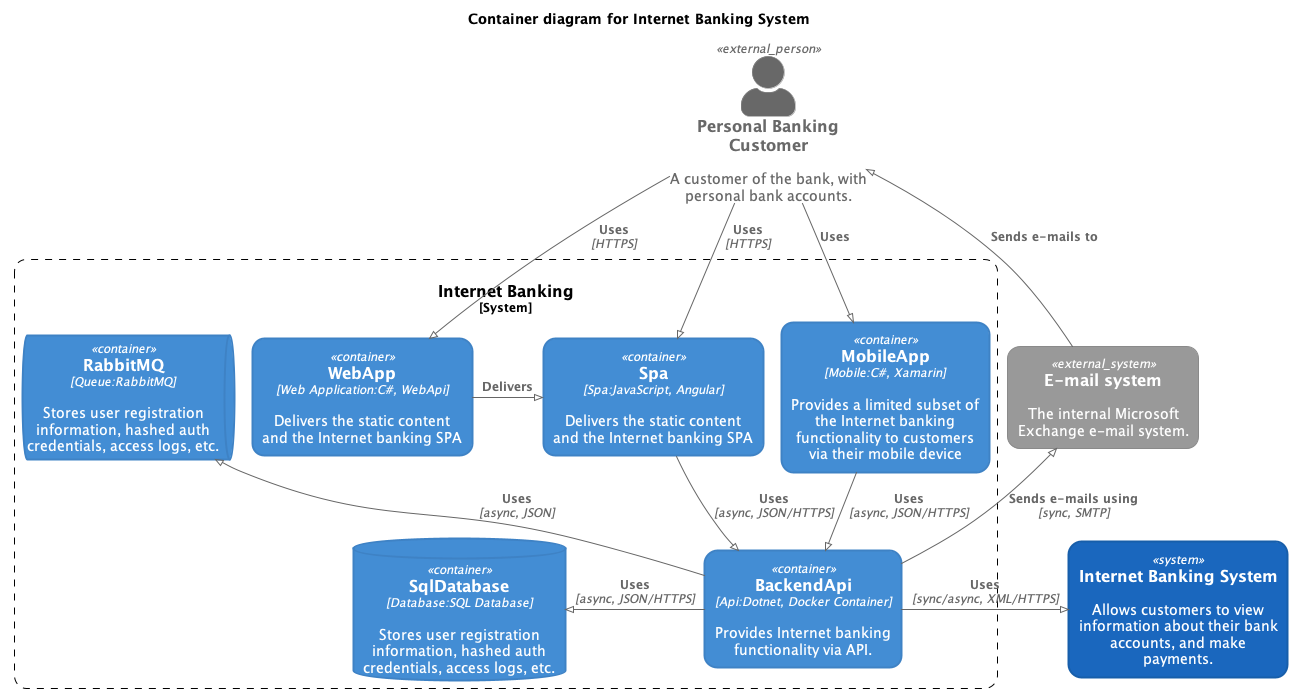 Container diagram for Internet Banking System
«external_person»
Personal Banking
Customer
A customer of the bank, with
personal bank accounts.
Uses
[HTTPS]
Uses
[HTTPS]
Uses
Sends e-mails to
Internet Banking
[System]
«container»
RabbitMQ
[Queue:RabbitMQ]
Stores user registration
information, hashed auth
credentials, access logs, etc.
«container»
WebApp
[Web Application:C#, WebApi]
Delivers the static content
and the Internet banking SPA
Delivers
«container»
Spa
[Spa:JavaScript, Angular]
Delivers the static content
and the Internet banking SPA
«container»
MobileApp
[Mobile:C#, Xamarin]
Provides a limited subset of
the Internet banking
functionality to customers
via their mobile device
«external_system»
E-mail system
The internal Microsoft
Exchange e-mail system.
Uses
[async, JSON]
Uses
[async, JSON/HTTPS]
Uses
[async, JSON/HTTPS]
Sends e-mails using
[sync, SMTP]
«container»
SqlDatabase
[Database:SQL Database]
Stores user registration
information, hashed auth
credentials, access logs, etc.
Uses
[async, JSON/HTTPS]
«container»
BackendApi
[Api:Dotnet, Docker Container]
Provides Internet banking
functionality via API.
Uses
[sync/async, XML/HTTPS]
«system»
Internet Banking System
Allows customers to view
information about their bank
accounts, and make
payments.